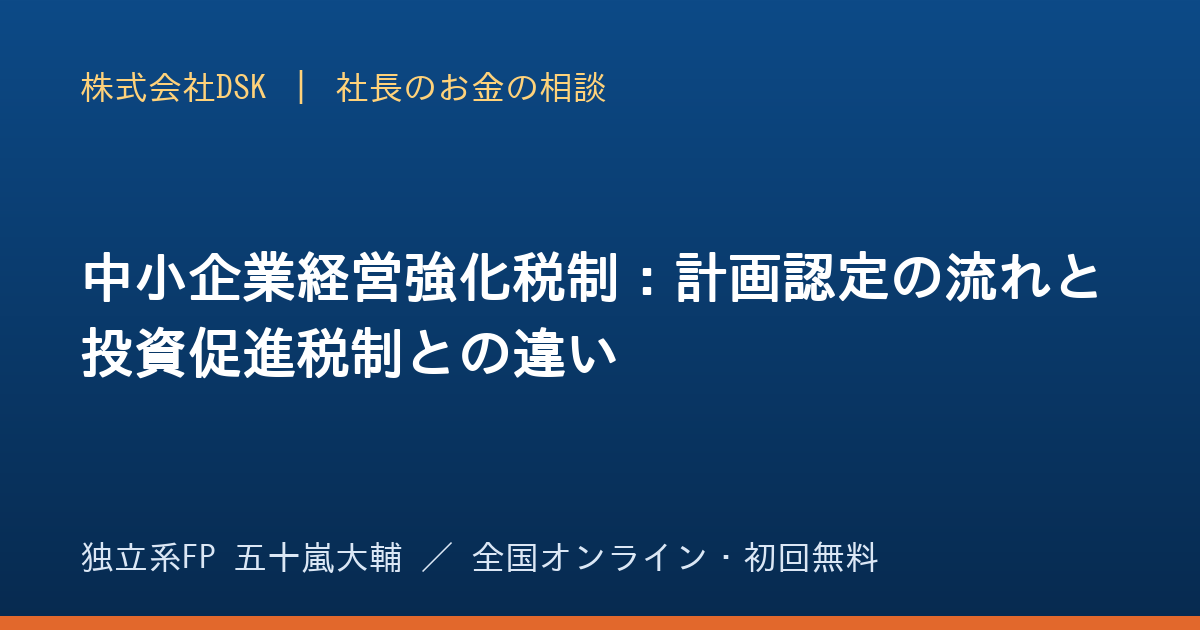 株式会社DSK ｜ 社長のお金の相談
中小企業経営強化税制：計画認定の流れと
投資促進税制との違い
独立系FP 五十嵐大輔 ／ 全国オンライン・初回無料